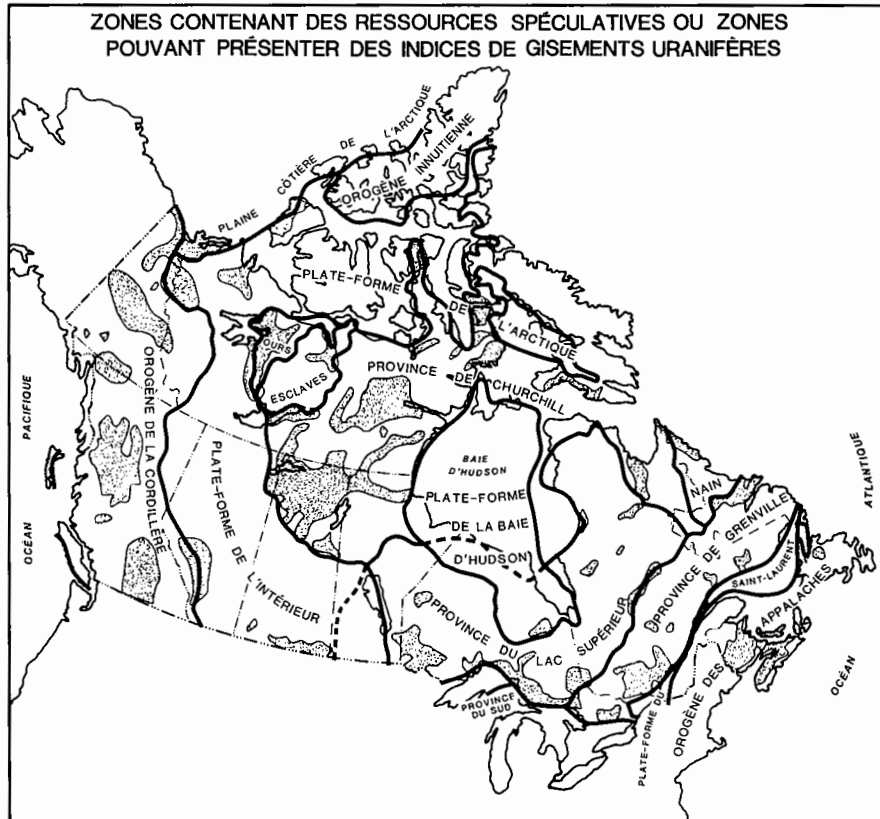 ZONES CONTENANT DES RESSOURCES SPÉCULATIVES OU ZONES
POUVANT PRÉSENTER DES INDICES DE GISEMENTS URANIFÈRES
PLAINE CÔTIÈRE DE L'ARCTIQUE
OROGÈNE INNUITIENNE
PLATE-FORME DE L'ARCTIQUE
OURS
ESCLAVES
PROVINCE DE CHURCHILL
OROGÈNE DE LA CORDILLÈRE
PLATE-FORME DE L'INTÉRIEUR
BAIE
D'HUDSON
PLATE-FORME
DE LA BAIE
D'HUDSON
NAIN
PROVINCE DE GRENVILLE
PROVINCE DU LAC SUPÉRIEUR
PROVINCE
DU SUD
PLATE-FORME DU SAINT-LAURENT
OROGÈNE DES APPALACHES
OCÉAN PACIFIQUE
OCÉAN ATLANTIQUE